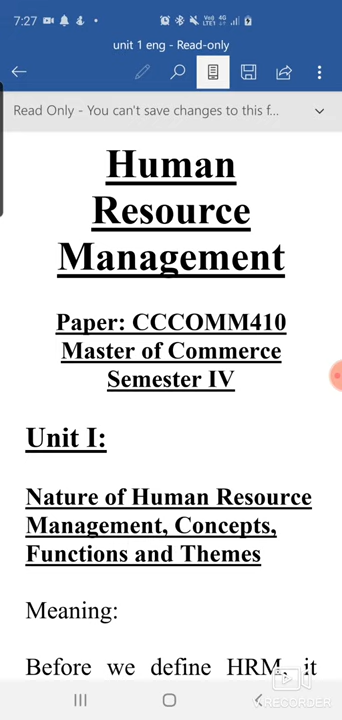 7:27
unit 1 eng - Read-only
Read Only - You can't save changes to this f...
Human
Resource
Management
Paper: CCCOMM410
Master of Commerce
Semester IV
Unit I:
Nature of Human Resource
Management, Concepts,
Functions and Themes
Meaning:
Before we define HRM, it
RECORDER